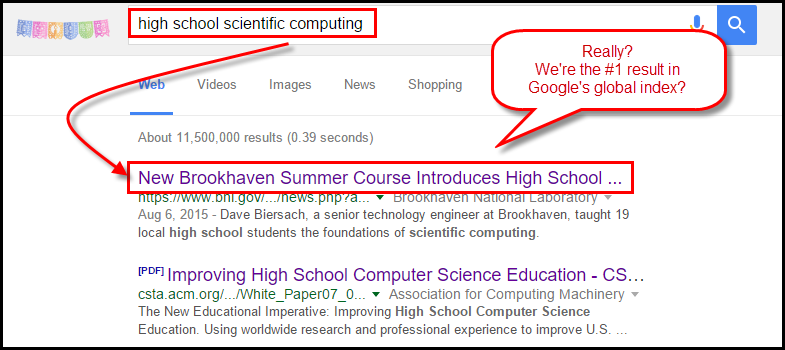 high school scientific computing
Really?
We're the #1 result in
Google's global index?
Web Videos Images News Shopping
About 11,500,000 results (0.39 seconds)
New Brookhaven Summer Course Introduces High School ...
https://www.bnl.gov/.../news.php?a... Brookhaven National Laboratory
Aug 6, 2015 - Dave Biersach, a senior technology engineer at Brookhaven, taught 19
local high school students the foundations of scientific computing.
[PDF] Improving High School Computer Science Education - CS...
csta.acm.org/.../White_Paper07_0... Association for Computing Machinery
The New Educational Imperative: Improving High School Computer Science
Education. Using worldwide research and professional experience to improve U.S. ...